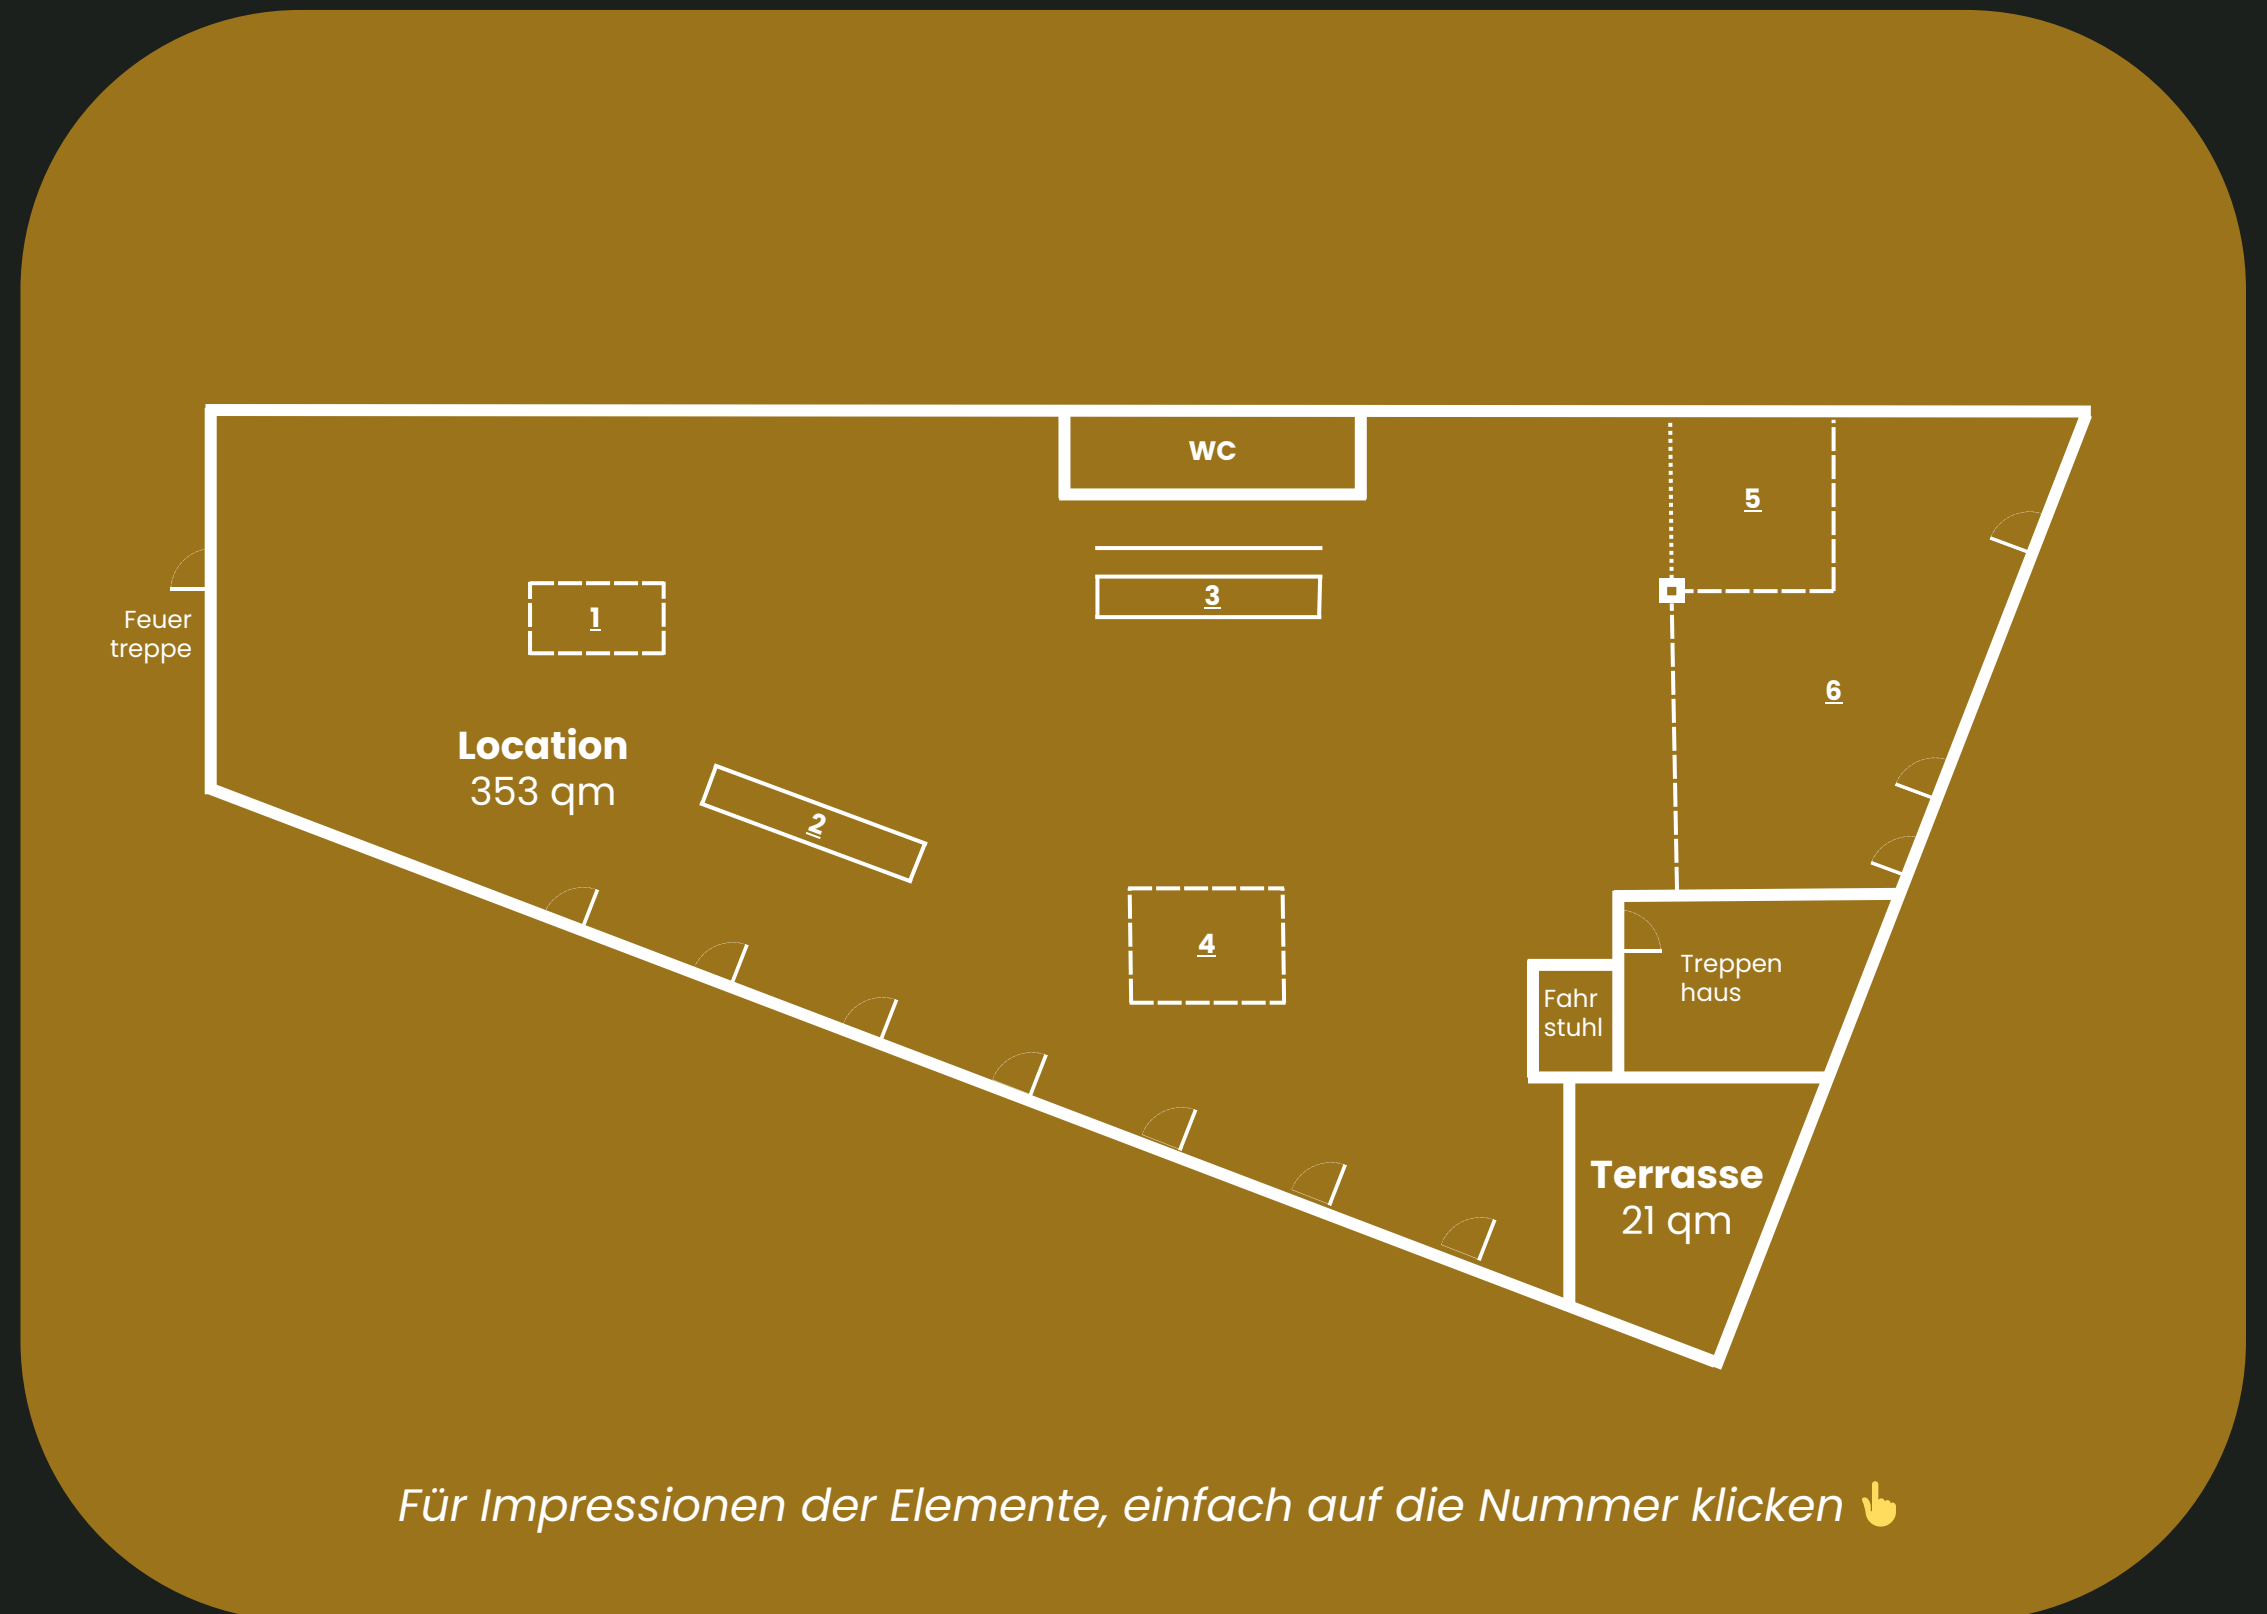 WC
5
3
1
Feuer
treppe
6
Location
353 qm
2
4
Treppen
haus
Fahr
stuhl
Terrasse
21 qm
Für Impressionen der Elemente, einfach auf die Nummer klicken 👆